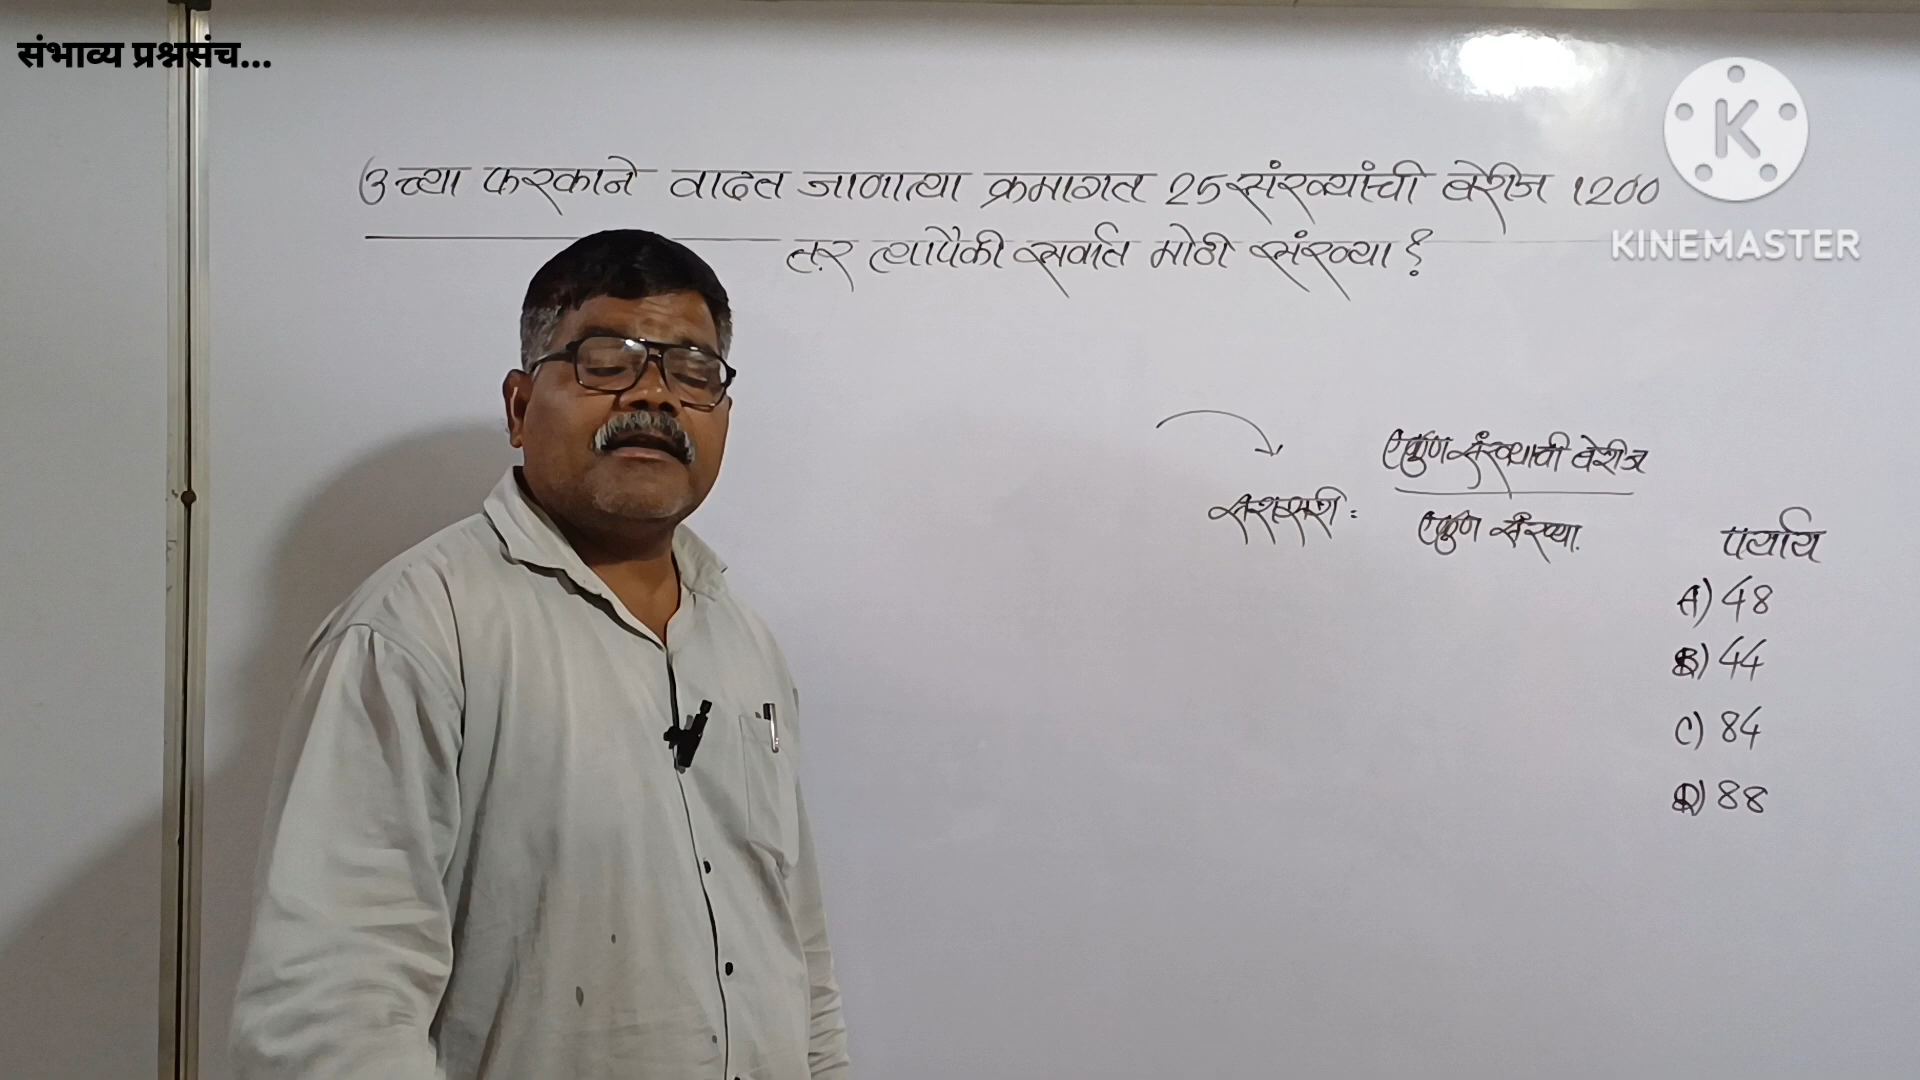 संभाव्य प्रश्नसंच...
3 च्या फरकाने वाढत जाणाऱ्या क्रमागत 25 संख्यांची बेरीज 1200
तर त्यापैकी सर्वात मोठी संख्या ?
KINEMASTER
एकुण संख्याची बेरीज
सरासरी =
एकुण संख्या.
पर्याय
A) 48
B) 44
C) 84
D) 88